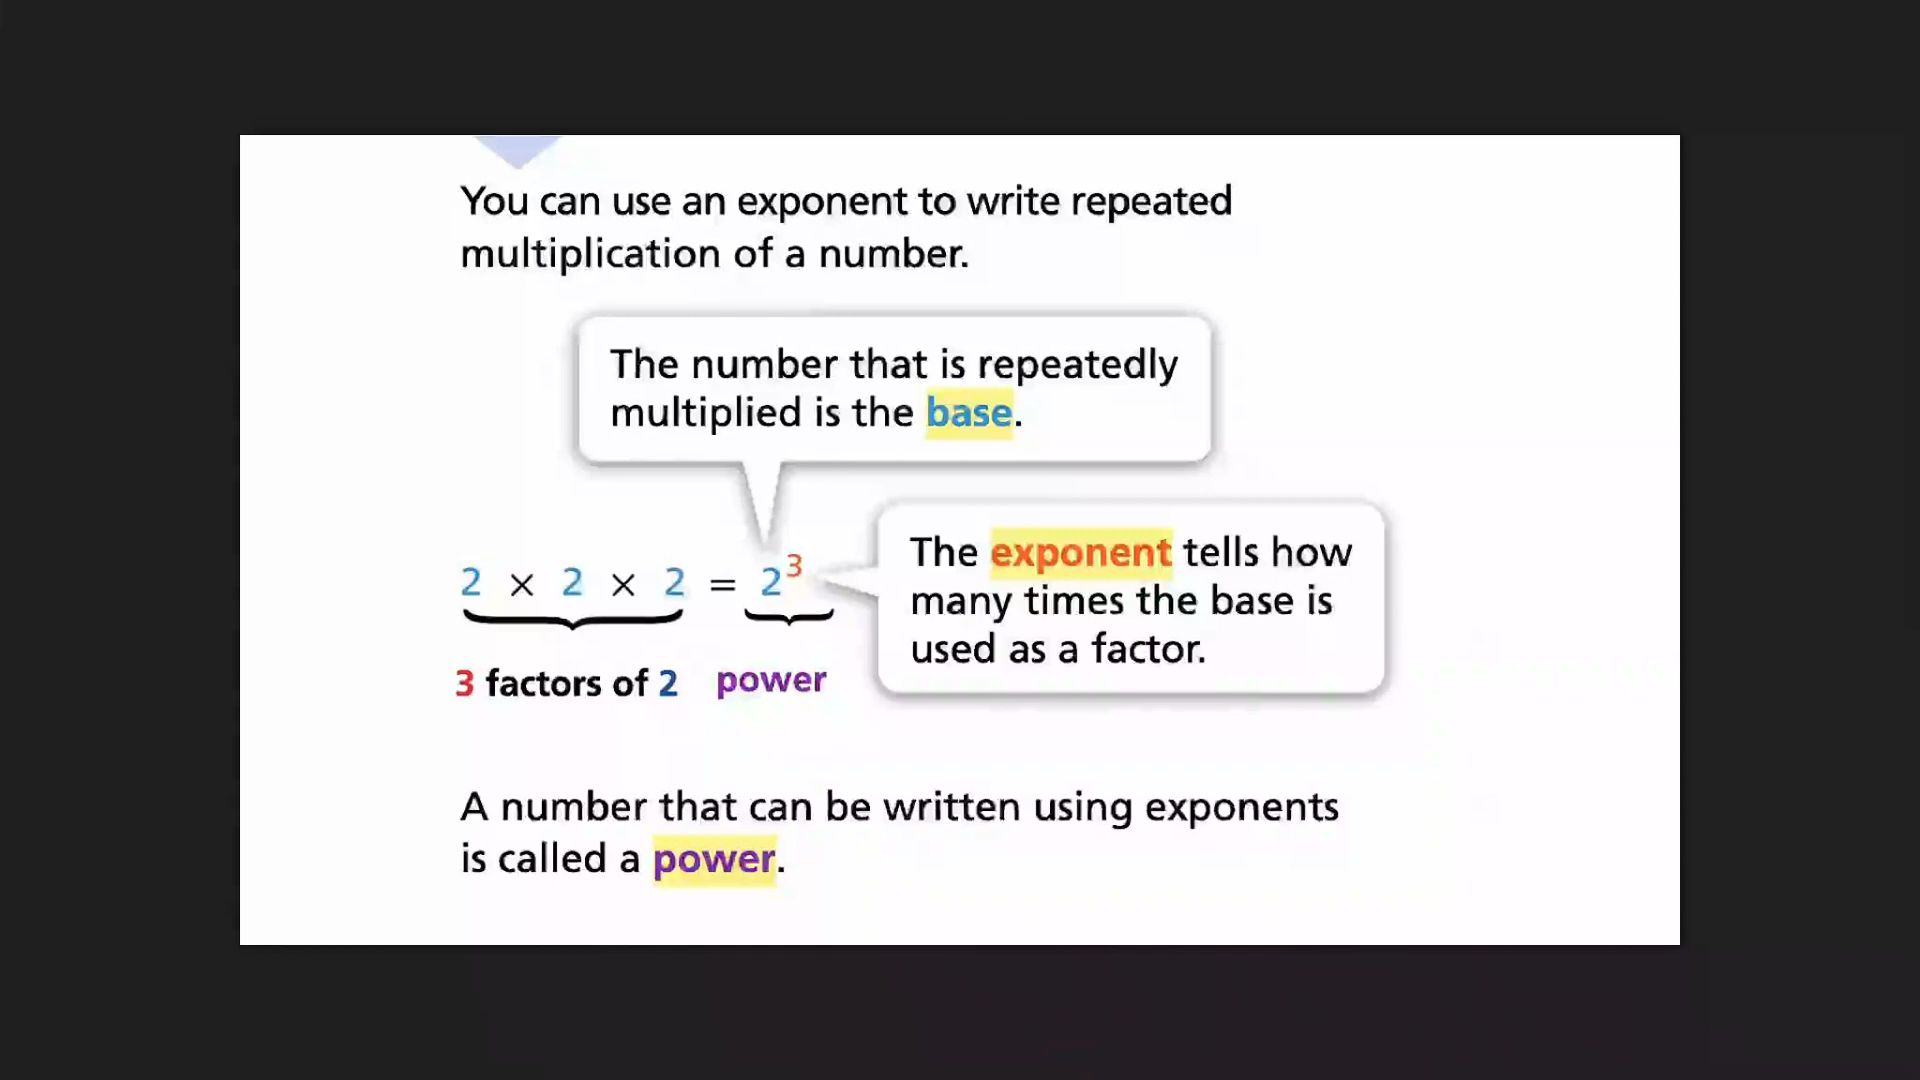 You can use an exponent to write repeated
multiplication of a number.
The number that is repeatedly
multiplied is the base.
2 × 2 × 2 = 2³
The exponent tells how
many times the base is
used as a factor.
3 factors of 2 power
A number that can be written using exponents
is called a power.